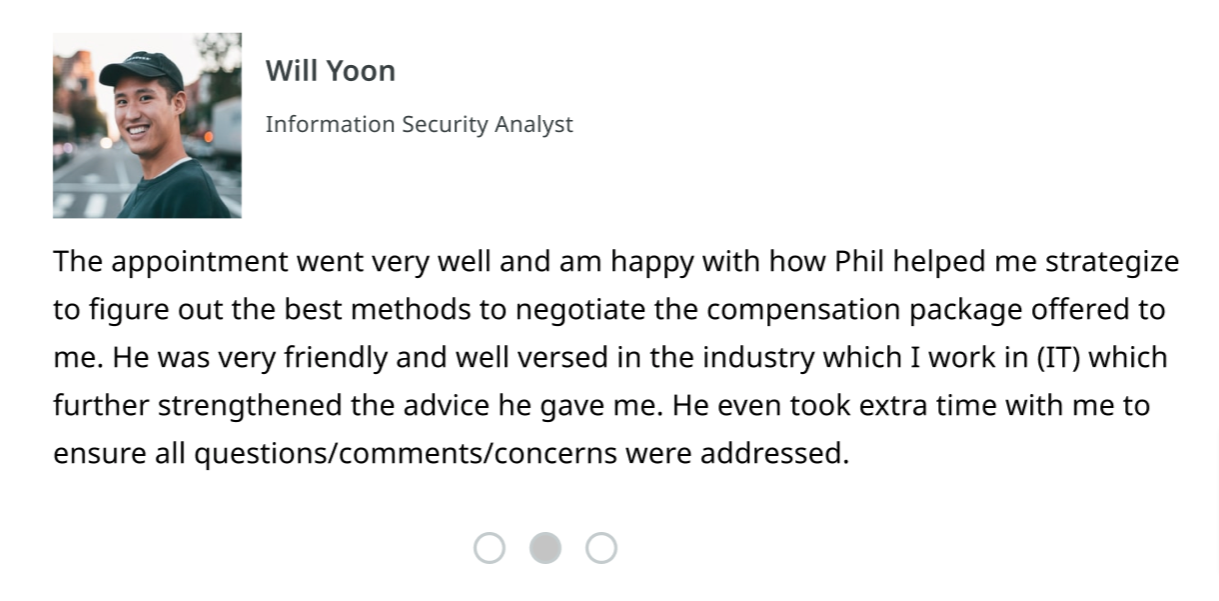 Will Yoon
Information Security Analyst
The appointment went very well and am happy with how Phil helped me strategize
to figure out the best methods to negotiate the compensation package offered to
me. He was very friendly and well versed in the industry which I work in (IT) which
further strengthened the advice he gave me. He even took extra time with me to
ensure all questions/comments/concerns were addressed.